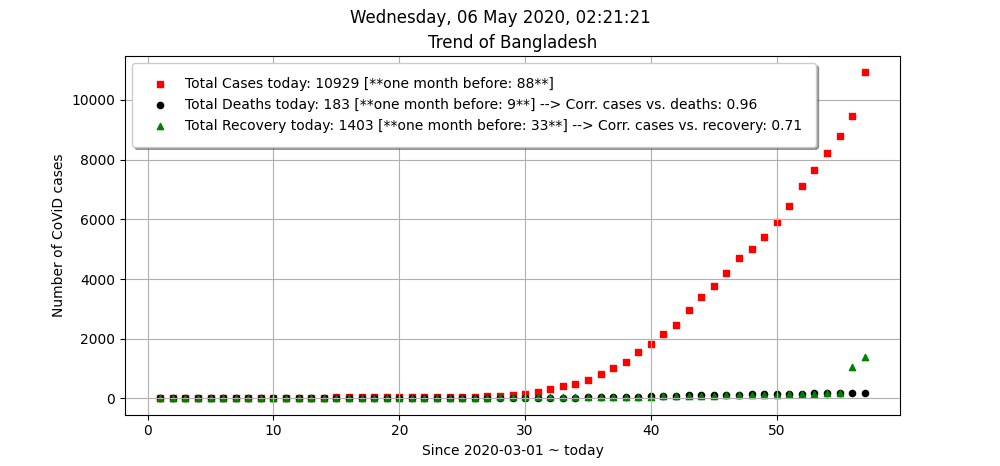 Wednesday, 06 May 2020, 02:21:21
Trend of Bangladesh
Total Cases today: 10929 [**one month before: 88**]
Total Deaths today: 183 [**one month before: 9**] --> Corr. cases vs. deaths: 0.96
Total Recovery today: 1403 [**one month before: 33**] --> Corr. cases vs. recovery: 0.71
Number of CoViD cases
10000
8000
6000
4000
2000
0
0 10 20 30 40 50
Since 2020-03-01 ~ today